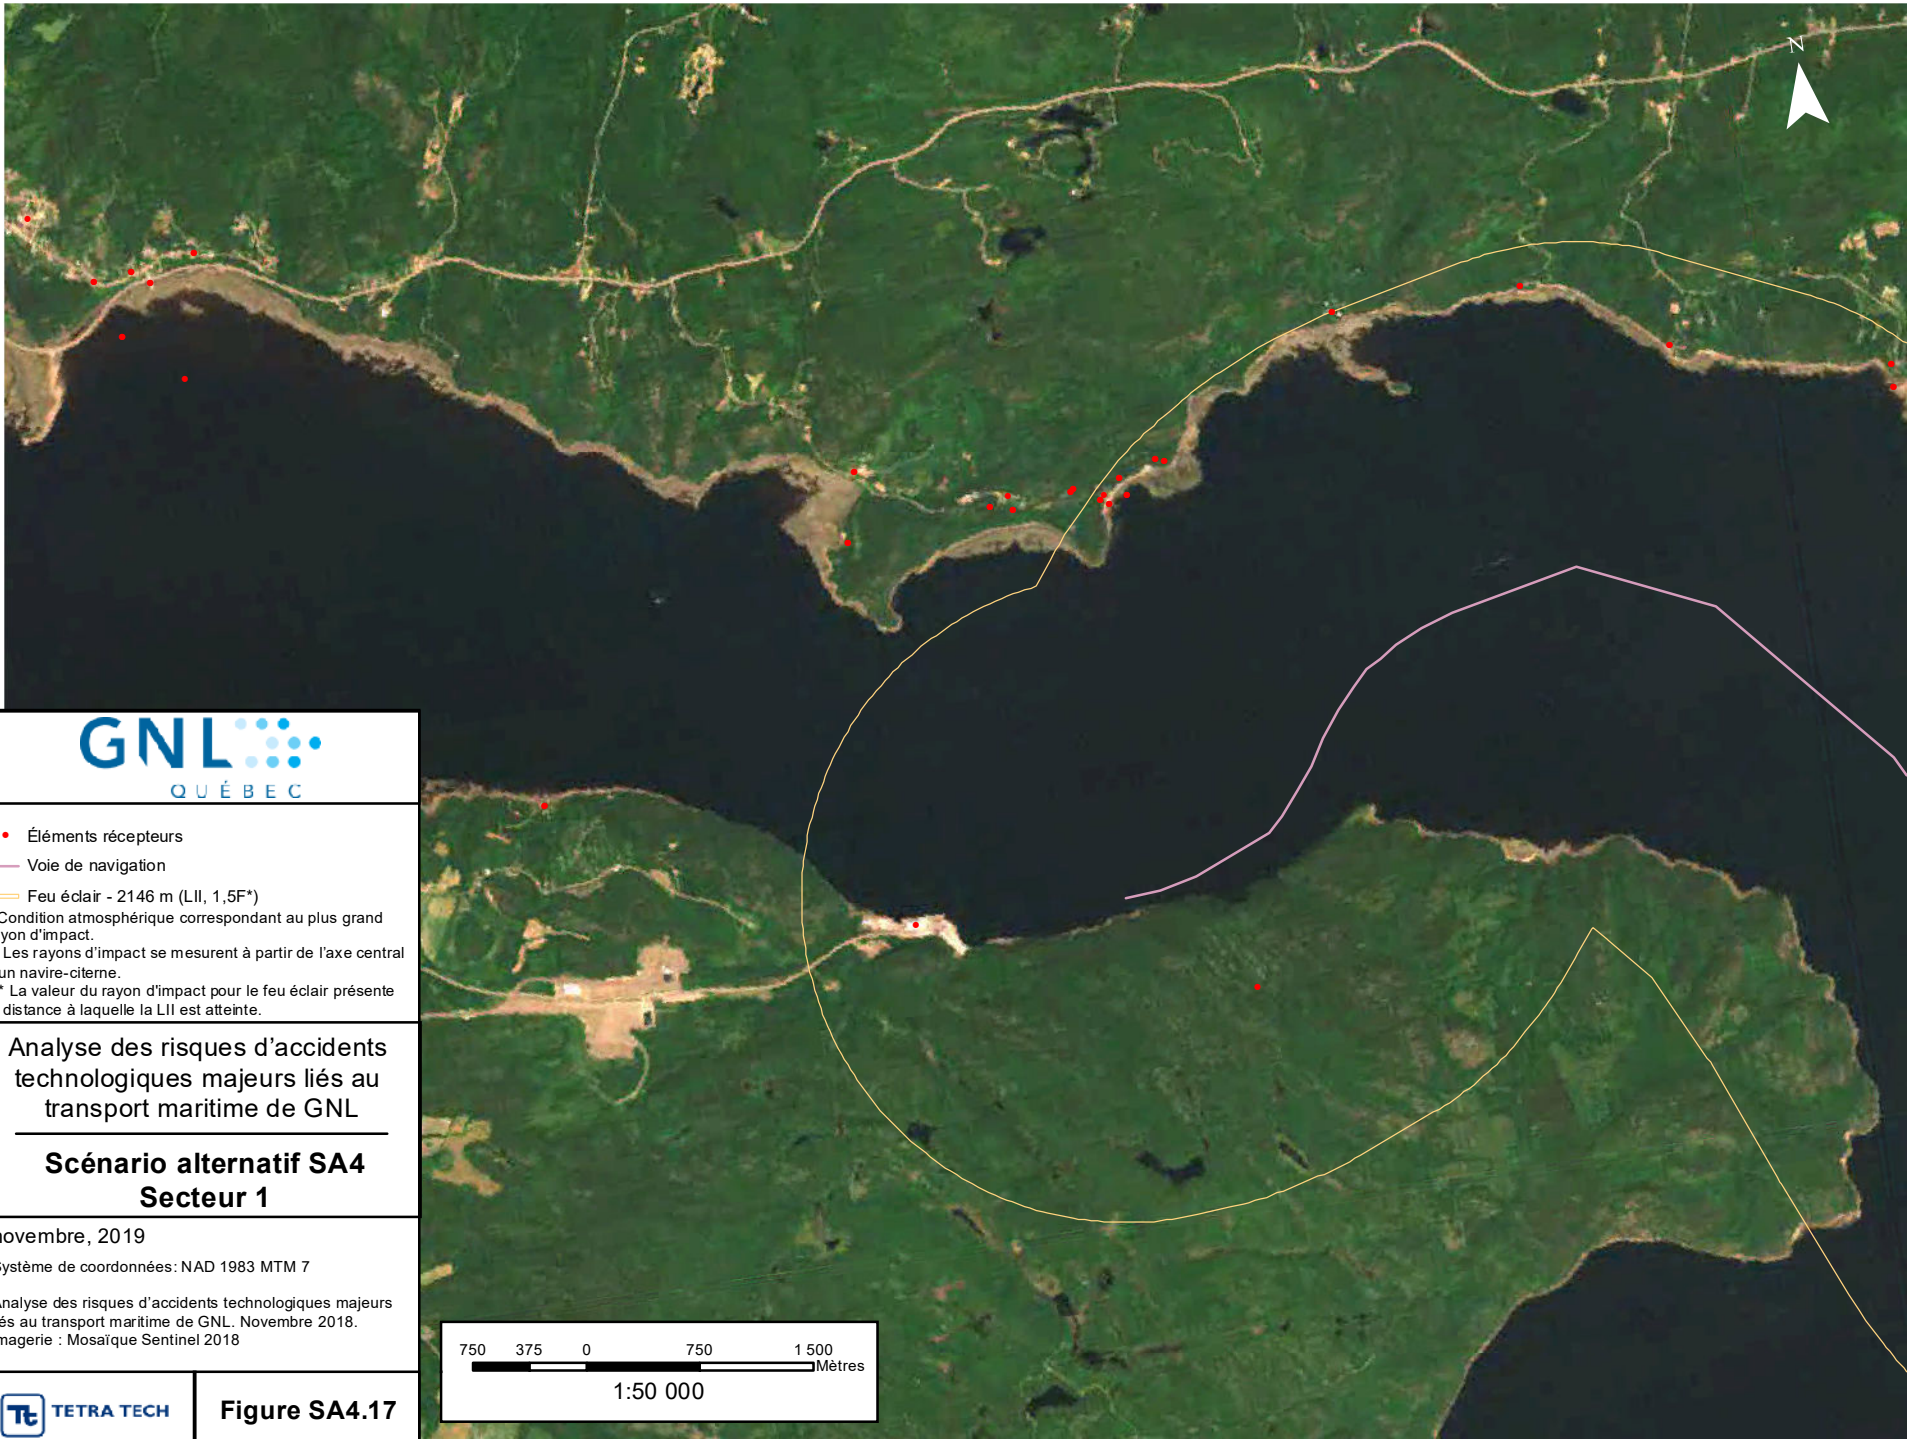 N
GNL
QUÉBEC
Éléments récepteurs
Voie de navigation
Feu éclair - 2146 m (LII, 1,5F*)
Condition atmosphérique correspondant au plus grand
yon d'impact.
Les rayons d'impact se mesurent à partir de l'axe central
un navire-citerne.
* La valeur du rayon d'impact pour le feu éclair présente
distance à laquelle la LII est atteinte.
Analyse des risques d'accidents
technologiques majeurs liés au
transport maritime de GNL
Scénario alternatif SA4
Secteur 1
novembre, 2019
Système de coordonnées: NAD 1983 MTM 7
Analyse des risques d'accidents technologiques majeurs
és au transport maritime de GNL. Novembre 2018.
magerie : Mosaïque Sentinel 2018
Tt TETRA TECH
Figure SA4.17
750 375 0 750 1 500
Mètres
1:50 000